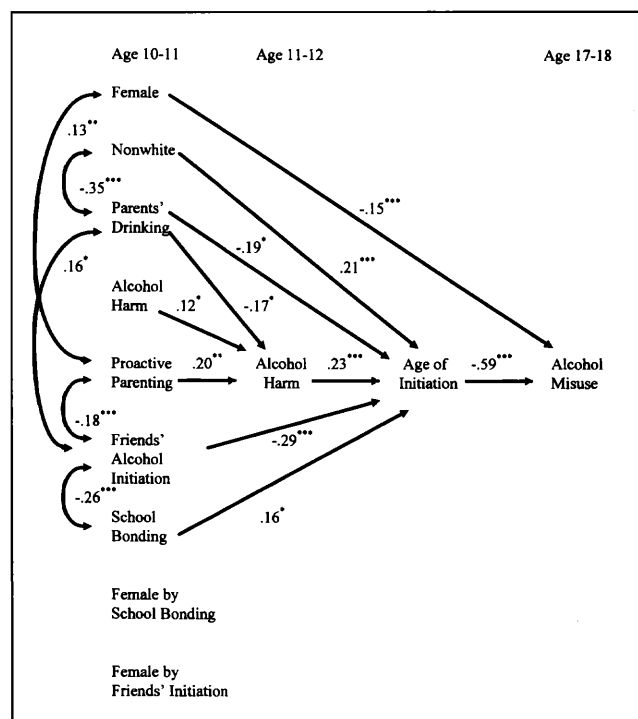 Age 10-11 Age 11-12 Age 17-18
Female
.13**
Nonwhite
-.35***
-.15***
Parents'
Drinking
-.19*
.21***
.16*
Alcohol
Harm
.12*
-.17*
Proactive
Parenting
.20**
Alcohol
Harm
.23***
Age of
Initiation
-.59***
Alcohol
Misuse
-.18***
Friends'
Alcohol
Initiation
-.29***
-.26***
School
Bonding
.16*
Female by
School Bonding
Female by
Friends' Initiation